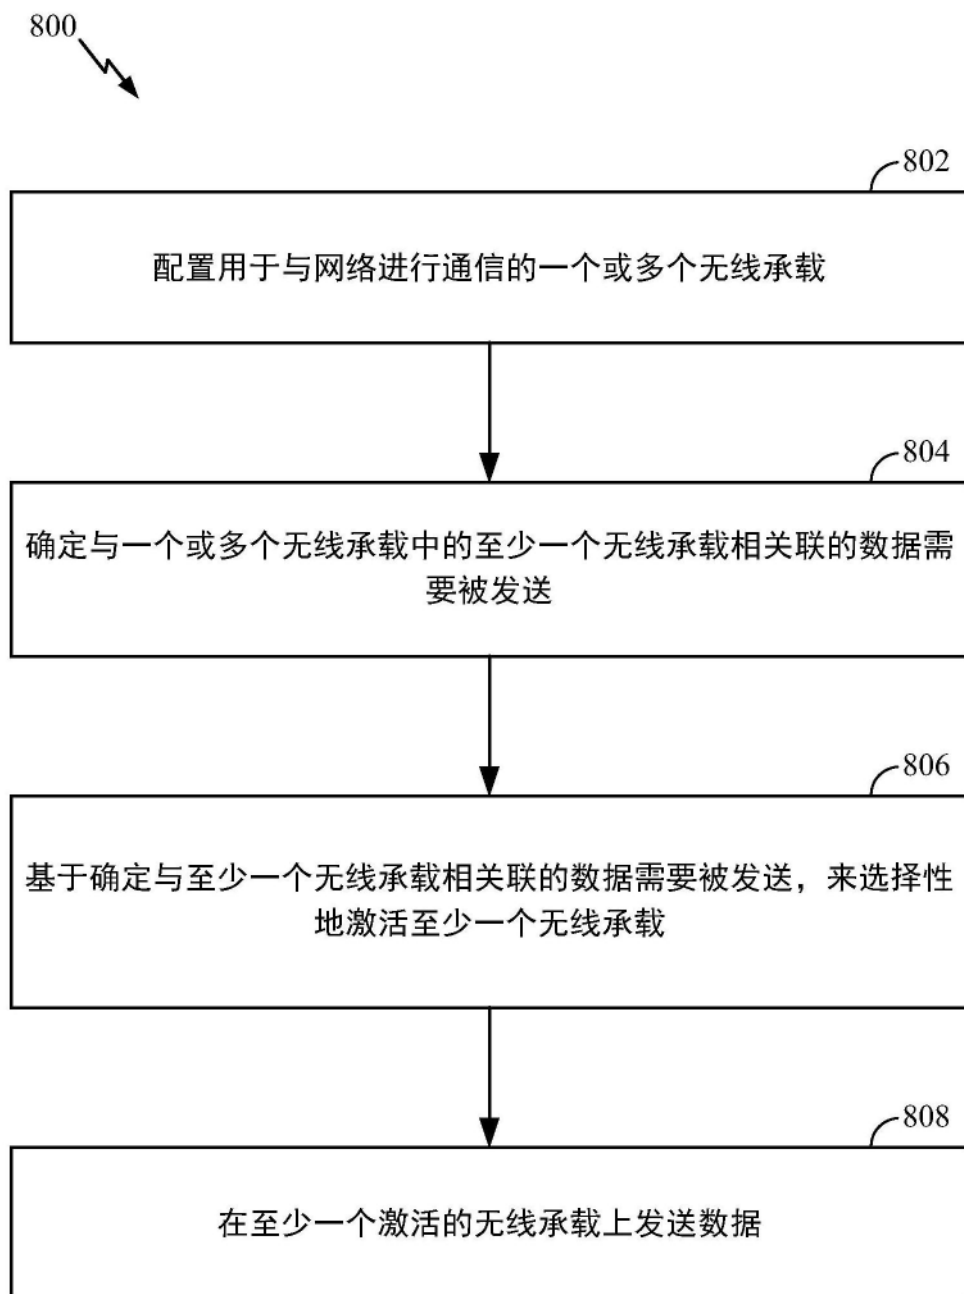 800
802
配置用于与网络进行通信的一个或多个无线承载
804
确定与一个或多个无线承载中的至少一个无线承载相关联的数据需
要被发送
806
基于确定与至少一个无线承载相关联的数据需要被发送，来选择性
地激活至少一个无线承载
808
在至少一个激活的无线承载上发送数据